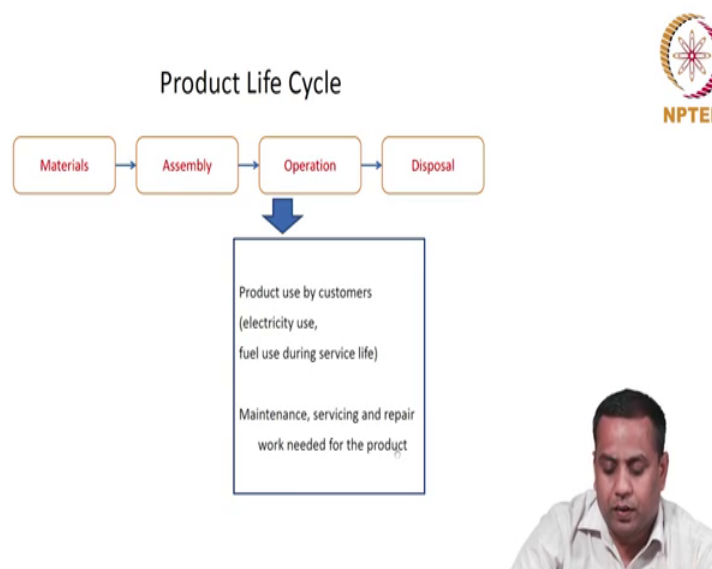 Product Life Cycle
NPTEL
Materials
Assembly
Operation
Disposal
Product use by customers
(electricity use,
fuel use during service life)
Maintenance, servicing and repair
work needed for the product